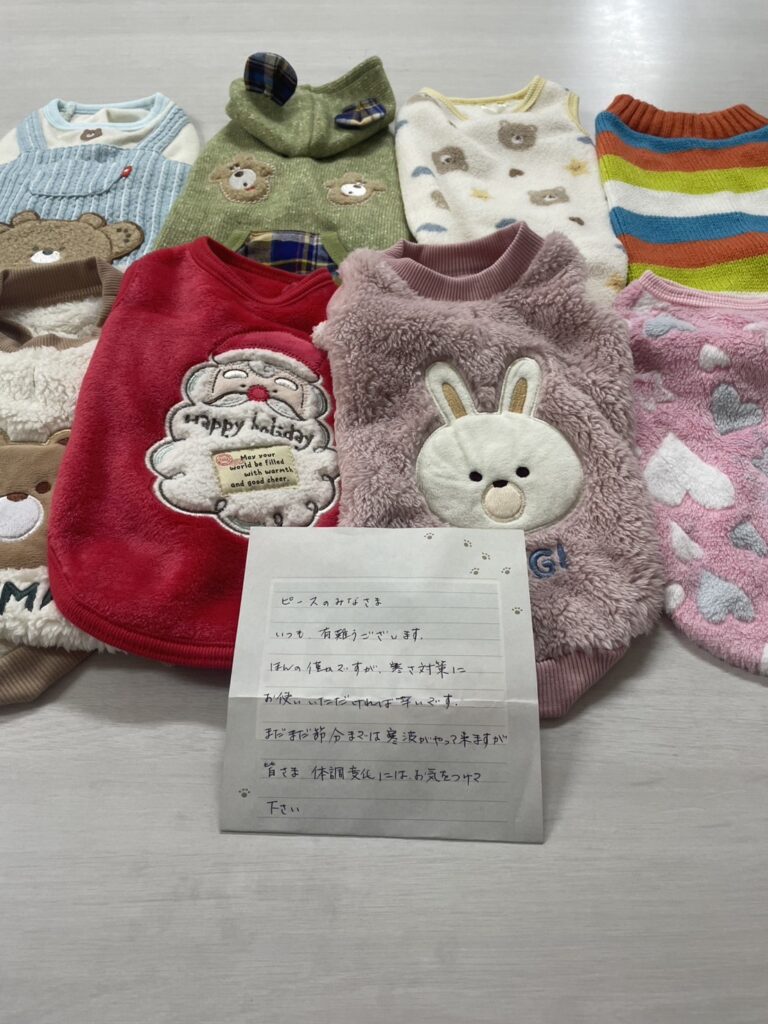 Happy holiday
May your
world be filled
with warmth
and good cheer.
GI
ピースのみなさま
いつも 有難うございます。
ほんの僅かですが、寒さ対策に
お使いいただければ幸いです。
まだまだ節分までは寒波がやって来ますが
皆さま 体調変化には、お気をつけて
下さい